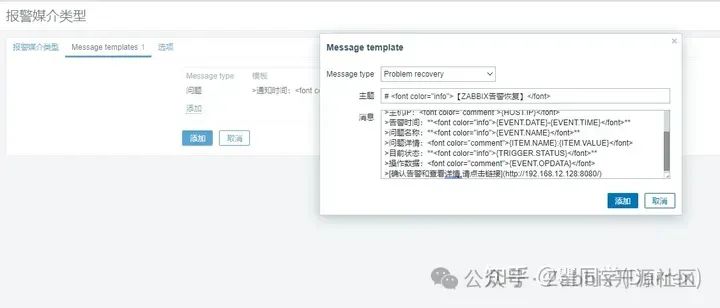 报警媒介类型
报警媒介类型 Message templates 1 选项
Message type 模板
问题 >通知时间：<font co
添加
添加 取消
Message template
Message type Problem recovery
主题 # <font color="info">【ZABBIX告警恢复】</font>
消息 >主机IP：<font color="comment">{HOST.IP}</font>
>告警时间：**<font color="info">{EVENT.DATE}-{EVENT.TIME}</font>**
>问题名称：**<font color="info">{EVENT.NAME}</font>**
>问题详情：<font color="comment">{ITEM.NAME}:{ITEM.VALUE}</font>
>目前状态：**<font color="info">{TRIGGER.STATUS}</font>**
>操作数据：<font color="comment">{EVENT.OPDATA}</font>
>[确认告警和查看详情,请点击链接](http://192.168.12.128:8080/)
添加 取消
公众号·Zabbix开源社区